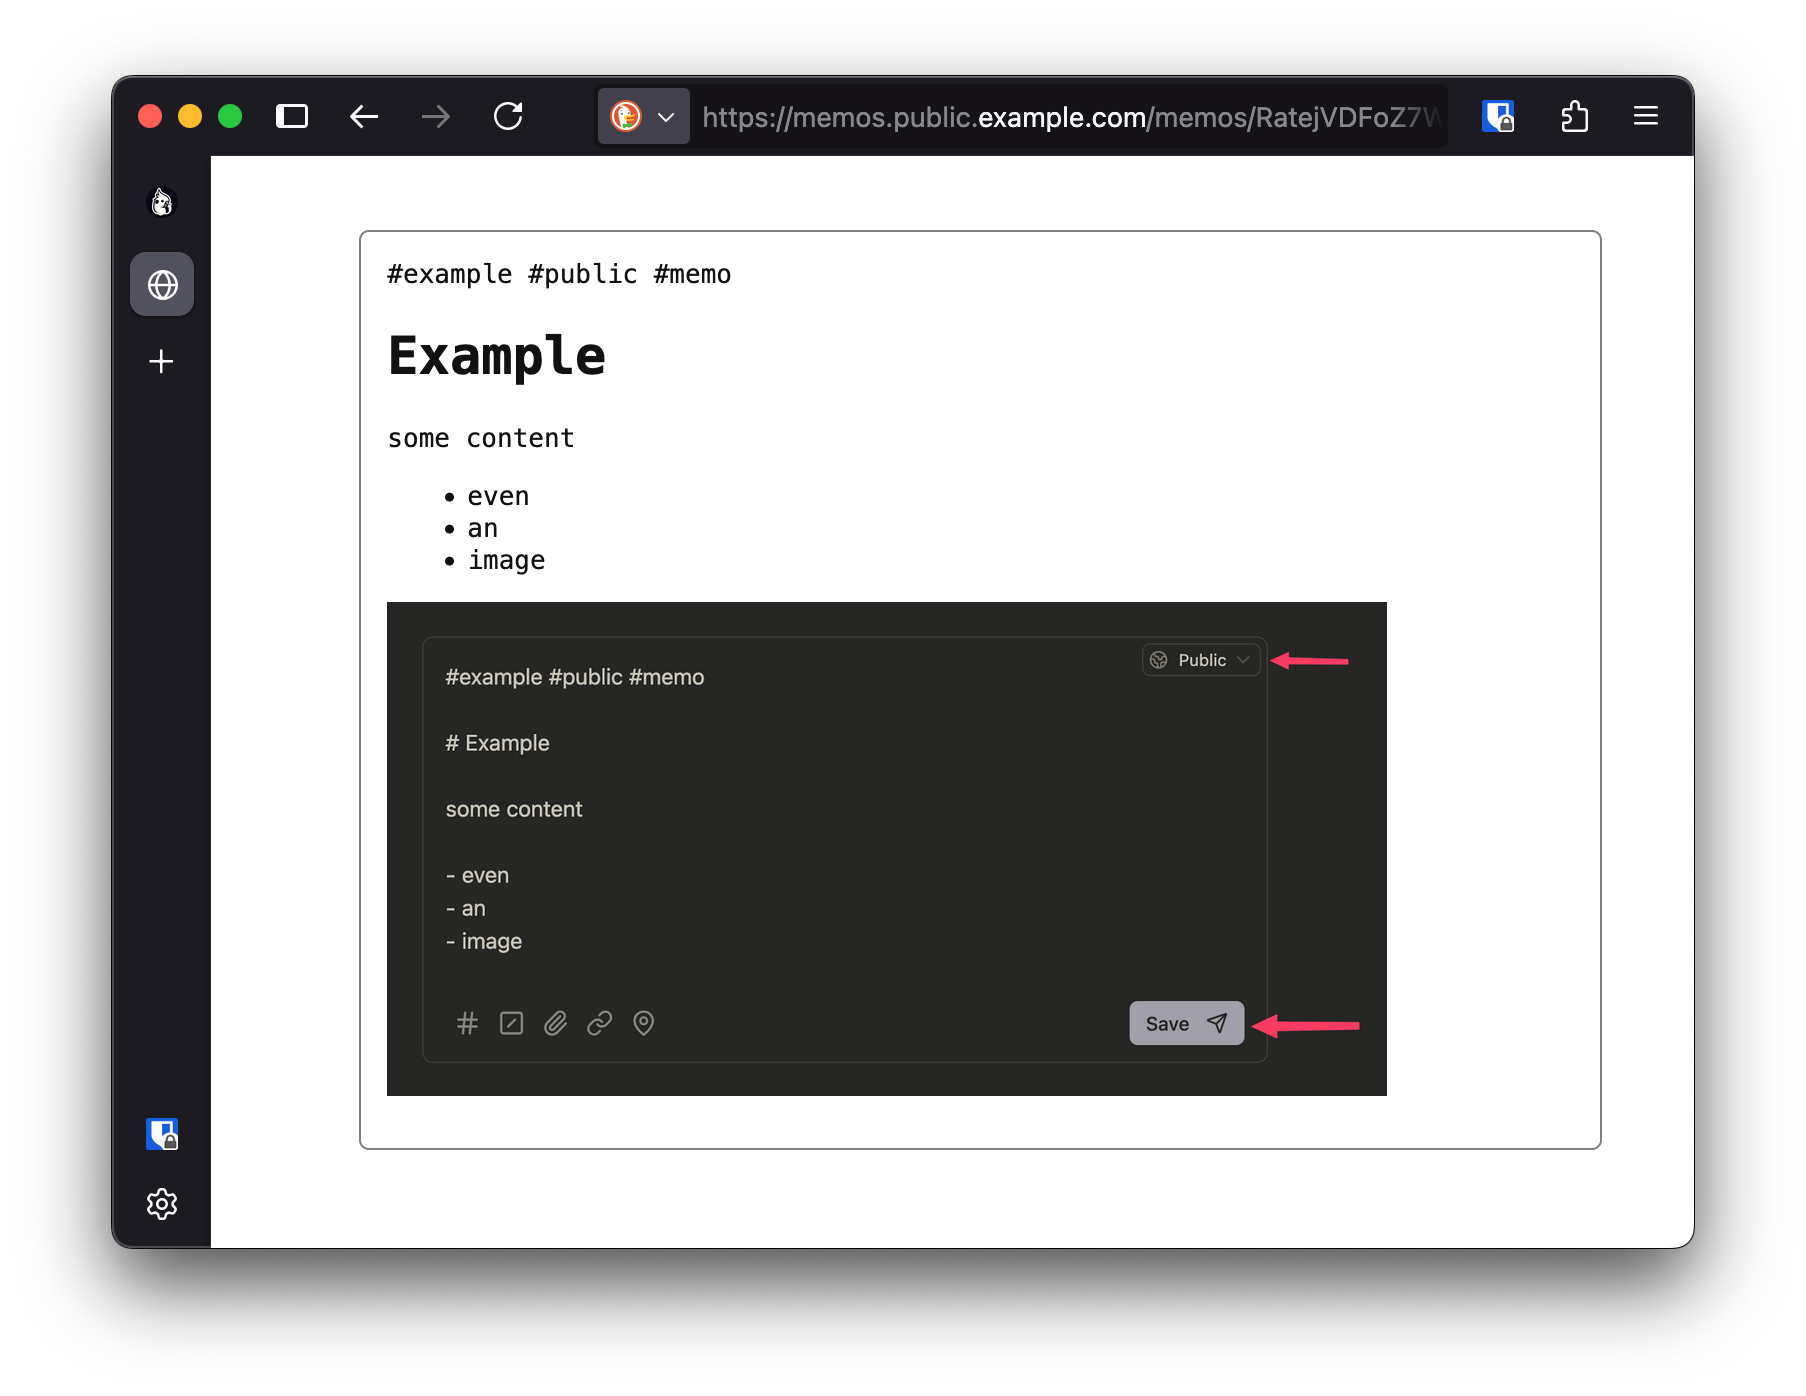 https://memos.public.example.com/memos/RatejVDFoZ7W
#example #public #memo
Example
some content
• even
• an
• image
Public
#example #public #memo
# Example
some content
- even
- an
- image
Save